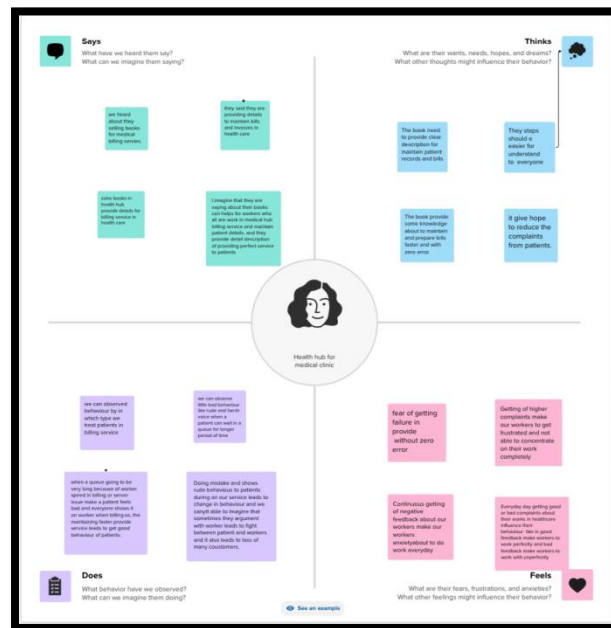 Says
What have we heard them say?
What can we imagine them saying?
we heard
about they
selling books
for medical
billing servies
they said they are
providing details
to maintain bills
and invoices in
health care
some books in
health hub
provide details for
billing service in
health care
I imagine that they are
saying about their books
can helps for workers who
all are work in medical hub
billing service and maintain
patient details, and they
provide detail description
of providing perfect service
to patients
Thinks
What are their wants, needs, hopes, and dreams?
What other thoughts might influence their behavior?
The book need
to provide clear
description for
maintain patient
records and bills
They steps
should e
easier for
understand
to everyone
The book provide
some knowledge
about to maintain
and prepare bills
faster and with
zero error.
it give hope
to reduce the
complaints
from patients.
Health hub for
medical clinic
we can observed
behaviour by in
which type we
treat patients in
billing service
we can observe
little bad behaviour
like rude and harsh
voice when a
patient can wait in a
queue for longer
period of time
when a queue going to be
very long because of worker
speed in billing or server
issue make a patient feels
bad and everyone shows it
on worker when billing.so, the
maintaining faster provide
service leads to get good
behaviour of patients.
Doing mistake and shows
rude behaviour to patients
during an our service leads to
change in behaviour and we
can able to imagine that
sometimes they argument
with worker leads to fight
between patient and workers
and it also leads to loss of
many coustomers.
Does
What behavior have we observed?
What can we imagine them doing?
fear of getting
failure in
provide
without zero
error
Getting of higher
complaints make
our workers to get
frustrated and not
able to concentrate
on their work
completely
Continuous getting
of negative
feedback about our
workers make our
workers
anxietyabout to do
work everyday
Everyday day getting good
or bad complaints about
their works in healthcare
influence their
behaviour like in good
feedback make workers to
work perfectly and bad
feedback make workers to
work with unperfectly
Feels
What are their fears, frustrations, and anxieties?
What other feelings might influence their behavior?
See an example